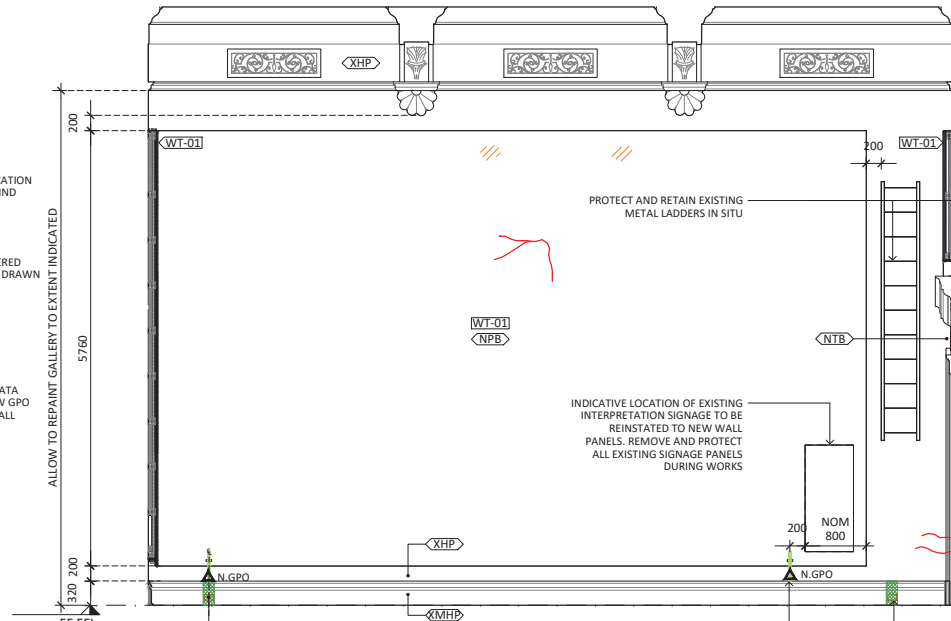 XHP
200
WT-01
200
WT-01
PROTECT AND RETAIN EXISTING
METAL LADDERS IN SITU
ALLOW TO REPAINT GALLERY TO EXTENT INDICATED
5760
DRAWN
GPO
WT-01
NPB
NTB
INDICATIVE LOCATION OF EXISTING
INTERPRETATION SIGNAGE TO BE
REINSTATED TO NEW WALL
PANELS. REMOVE AND PROTECT
ALL EXISTING SIGNAGE PANELS
DURING WORKS
200
NOM
800
XHP
200
N.GPO
N.GPO
320
XMHP